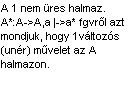 A 1 nem üres halmaz.
A*:A->A,a |->a* fgvről azt
mondjuk, hogy 1változós
(unér) művelet az A
halmazon.